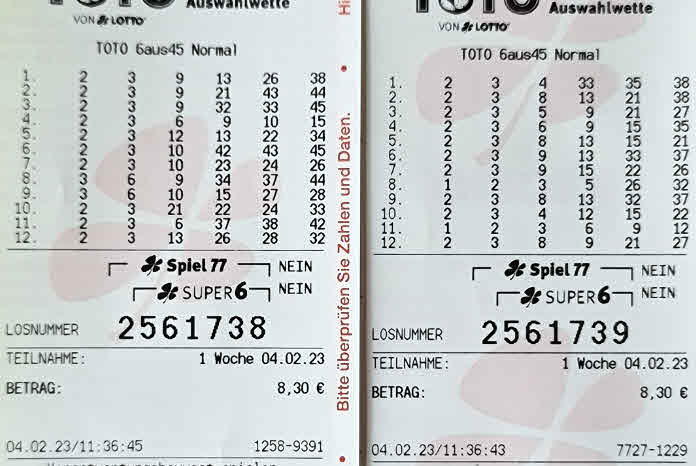 TOTO Auswahlwette
VON LOTTO
TOTO 6aus45 Normal
1. 2 3 9 13 26 38
2. 2 3 9 21 43 44
3. 2 3 9 32 33 45
4. 2 3 6 9 10 15
5. 2 3 12 13 22 34
6. 2 3 10 42 43 45
7. 2 3 10 23 24 26
8. 3 6 9 34 37 44
9. 3 6 10 15 27 28
10. 2 3 21 22 24 33
11. 2 3 6 37 38 42
12. 2 3 13 26 28 32
Spiel 77 NEIN
SUPER 6 NEIN
LOSNUMMER 2561738
TEILNAHME: 1 Woche 04.02.23
BETRAG: 8,30 €
04.02.23/11:36:45 1258-9391
Bitte überprüfen Sie Zahlen und Daten.
TOTO Auswahlwette
VON LOTTO
TOTO 6aus45 Normal
1. 2 3 4 33 35 38
2. 2 3 8 13 21 38
3. 2 3 5 9 21 27
4. 2 3 6 9 15 35
5. 2 3 8 13 15 21
6. 2 3 9 13 33 37
7. 2 3 9 15 22 26
8. 1 2 3 5 26 32
9. 2 3 8 13 32 37
10. 2 3 4 12 15 22
11. 1 2 3 6 9 12
12. 2 3 8 9 21 27
Spiel 77 NEIN
SUPER 6 NEIN
LOSNUMMER 2561739
TEILNAHME: 1 Woche 04.02.23
BETRAG: 8,30 €
04.02.23/11:36:43 7727-1229